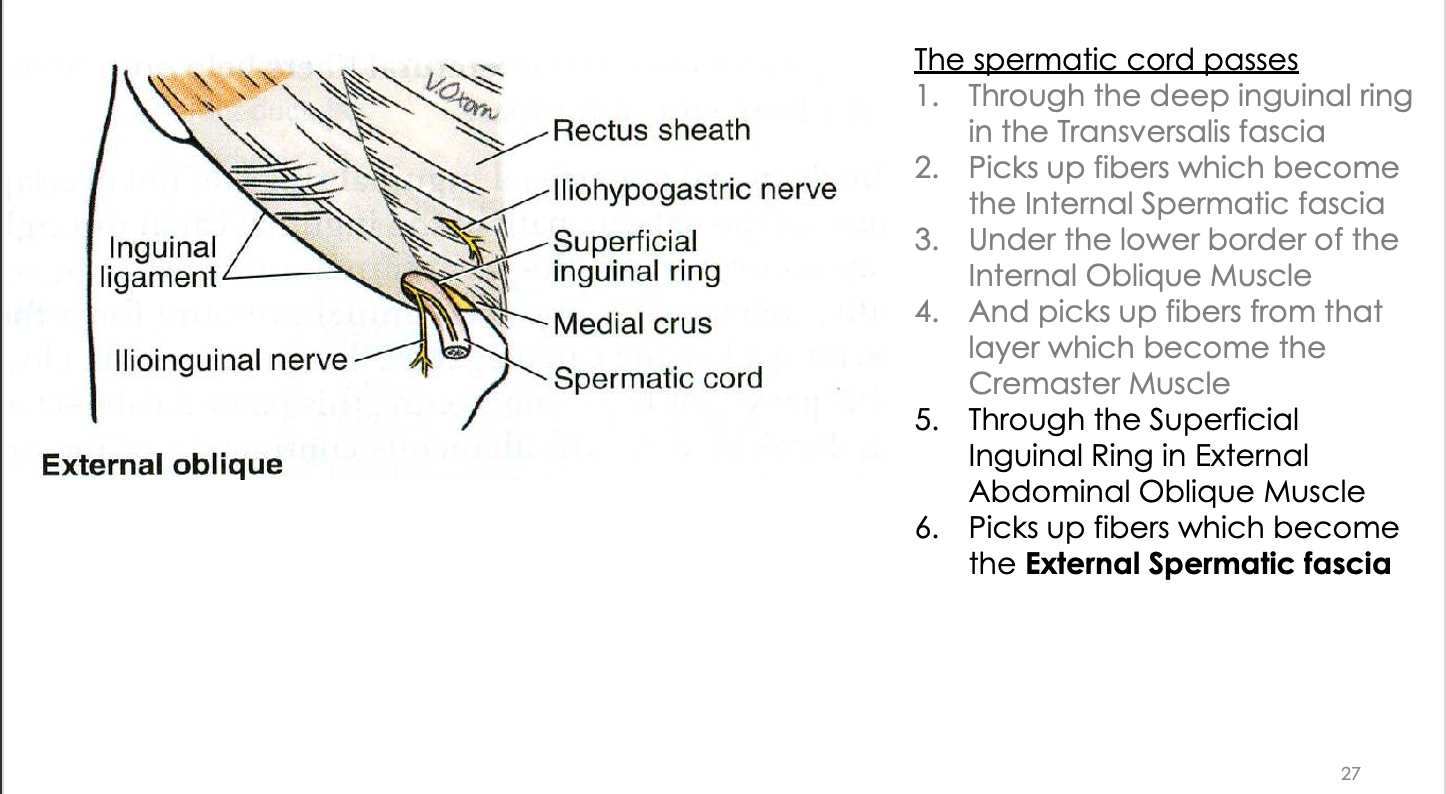 V.Oxorn
Rectus sheath
Iliohypogastric nerve
Superficial
inguinal ring
Medial crus
Spermatic cord
Inguinal
ligament
Ilioinguinal nerve
External oblique
The spermatic cord passes
1. Through the deep inguinal ring
in the Transversalis fascia
2. Picks up fibers which become
the Internal Spermatic fascia
3. Under the lower border of the
Internal Oblique Muscle
4. And picks up fibers from that
layer which become the
Cremaster Muscle
5. Through the Superficial
Inguinal Ring in External
Abdominal Oblique Muscle
6. Picks up fibers which become
the External Spermatic fascia
27